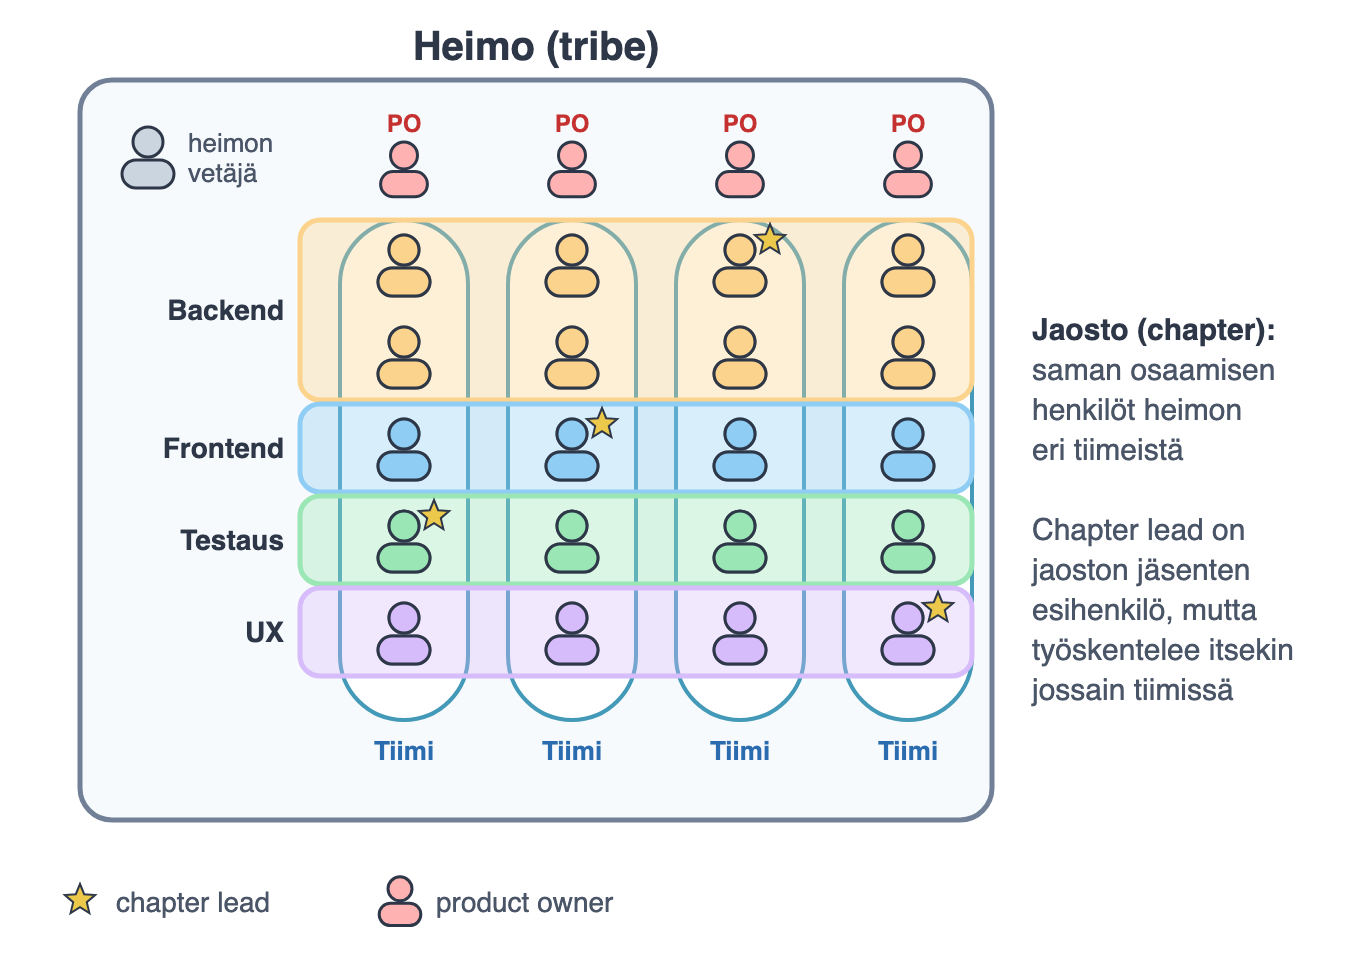 Heimo (tribe)
heimon
vetäjä
PO PO PO PO
Backend
Frontend
Testaus
UX
Tiimi Tiimi Tiimi Tiimi
Jaosto (chapter):
saman osaamisen
henkilöt heimon
eri tiimeistä
Chapter lead on
jaoston jäsenten
esihenkilö, mutta
työskentelee itsekin
jossain tiimissä
chapter lead
product owner